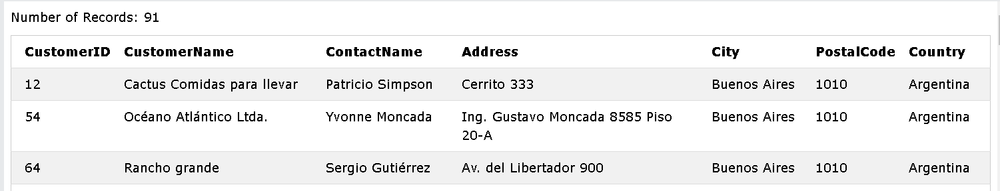 Number of Records: 91
CustomerID CustomerName ContactName Address City PostalCode Country
12 Cactus Comidas para llevar Patricio Simpson Cerrito 333 Buenos Aires 1010 Argentina
54 Océano Atlántico Ltda. Yvonne Moncada Ing. Gustavo Moncada 8585 Piso Buenos Aires 1010 Argentina
20-A
64 Rancho grande Sergio Gutiérrez Av. del Libertador 900 Buenos Aires 1010 Argentina